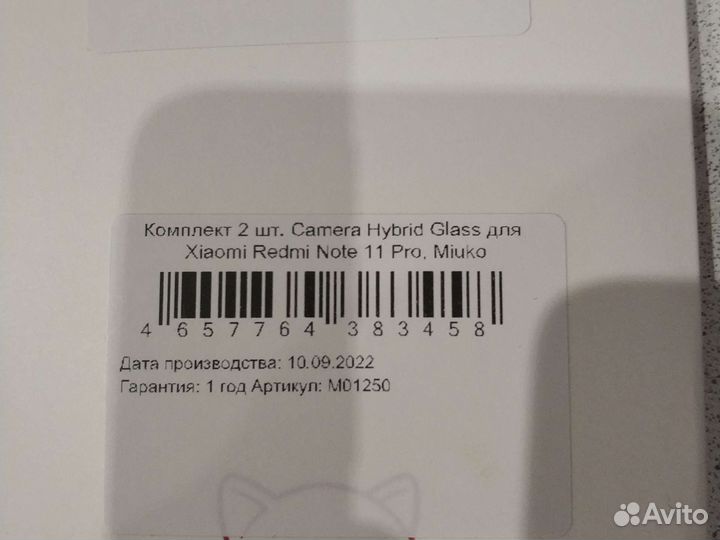 Комплект 2 шт. Camera Hybrid Glass для
Xiaomi Redmi Note 11 Pro, Miuko
4 657764 383458
Дата производства: 10.09.2022
Гарантия: 1 год Артикул: M01250
Avito